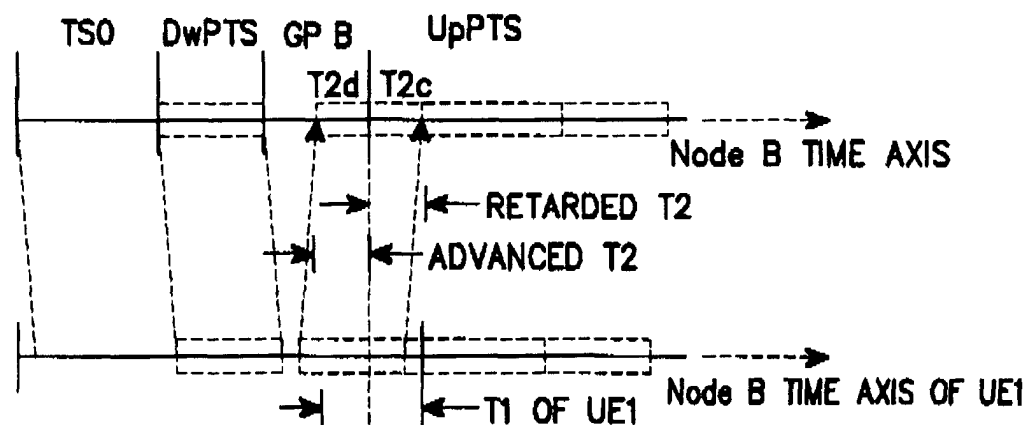 TS0 DwPTS GP B UpPTS
T2d T2c
Node B TIME AXIS
RETARDED T2
ADVANCED T2
Node B TIME AXIS OF UE1
T1 OF UE1